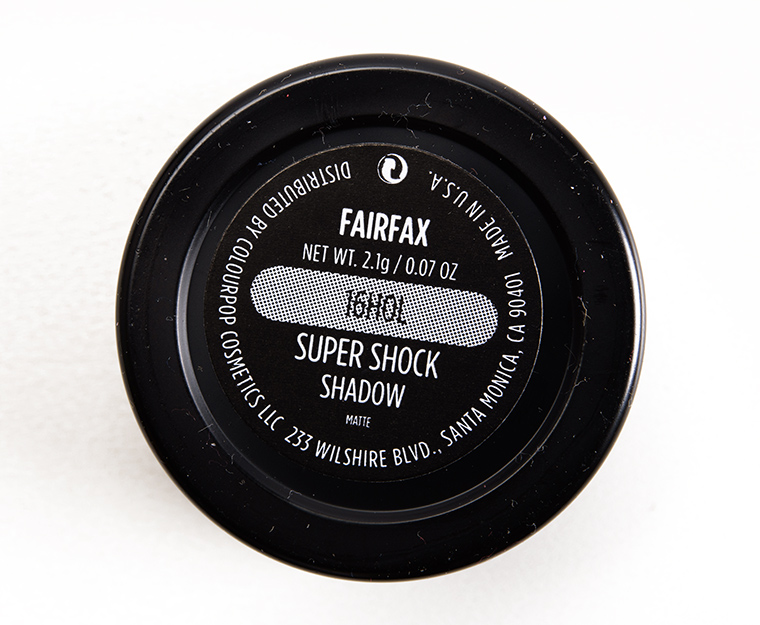 FAIRFAX
NET WT. 2.1g / 0.07 OZ
16HOL
SUPER SHOCK
SHADOW
MATTE
DISTRIBUTED BY COLOURPOP COSMETICS LLC 233 WILSHIRE BLVD., SANTA MONICA, CA 90401 MADE IN U.S.A.